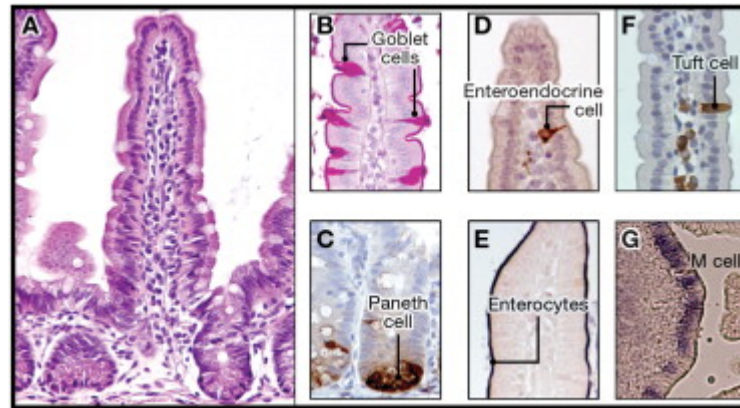 A
B
Goblet
cells
D
Enteroendocrine
cell
F
Tuft cell
C
Paneth
cell
E
Enterocytes
G
M cell